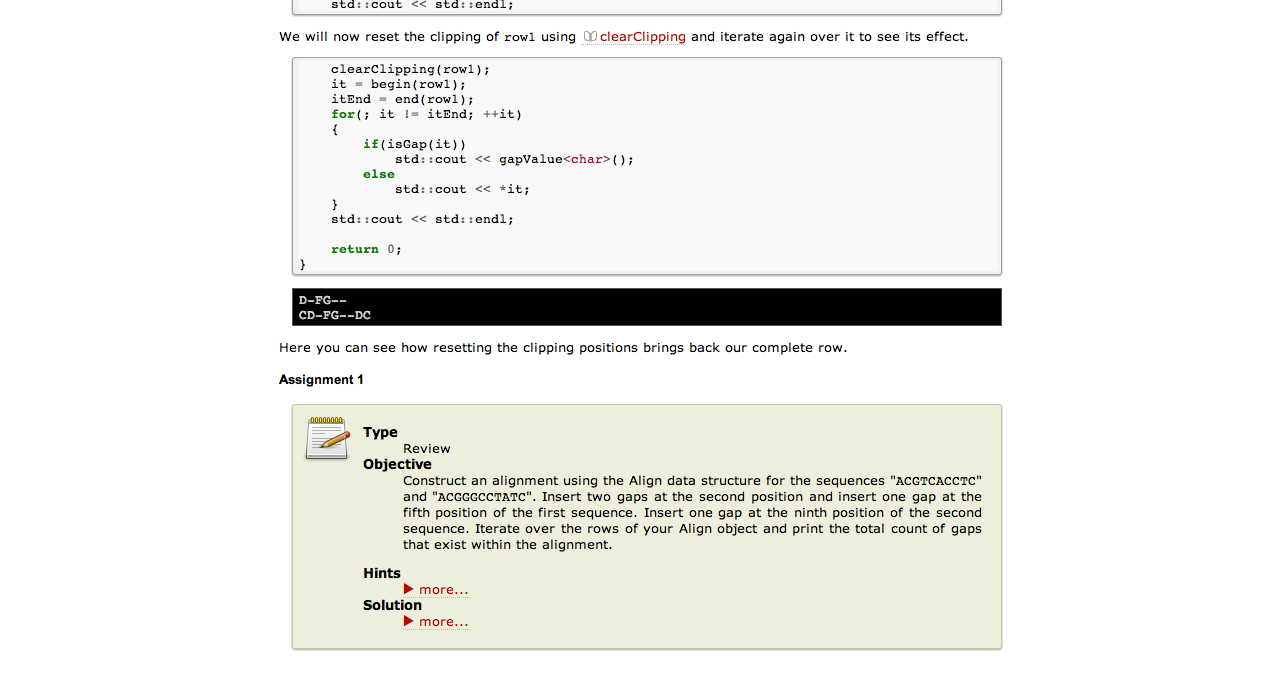 std::cout << std::endl;
We will now reset the clipping of row1 using clearClipping and iterate again over it to see its effect.
clearClipping(row1);
it = begin(row1);
itEnd = end(row1);
for(; it != itEnd; ++it)
{
if(isGap(it))
std::cout << gapValue<char>();
else
std::cout << *it;
}
std::cout << std::endl;
return 0;
}
D-FG--
CD-FG--DC
Here you can see how resetting the clipping positions brings back our complete row.
Assignment 1
Type
Review
Objective
Construct an alignment using the Align data structure for the sequences "ACGTCACCTC"
and "ACGGGCCTATC". Insert two gaps at the second position and insert one gap at the
fifth position of the first sequence. Insert one gap at the ninth position of the second
sequence. Iterate over the rows of your Align object and print the total count of gaps
that exist within the alignment.
Hints
more...
Solution
more...